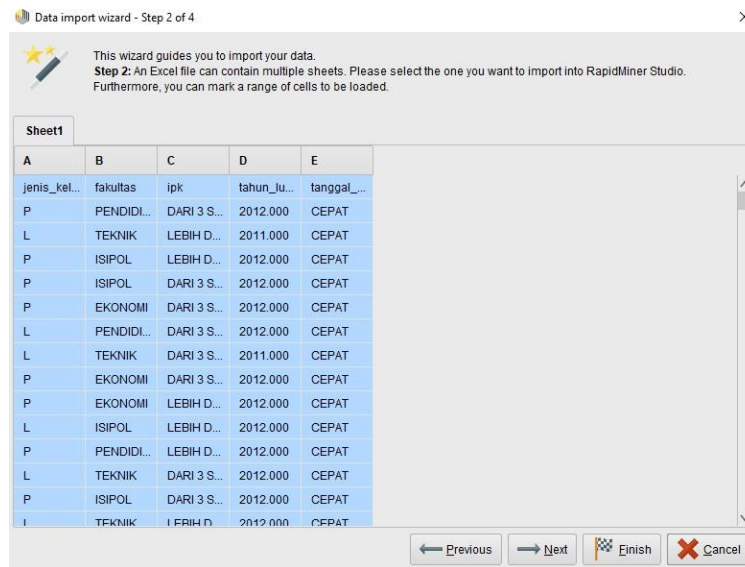 Data import wizard - Step 2 of 4
This wizard guides you to import your data.
Step 2: An Excel file can contain multiple sheets. Please select the one you want to import into RapidMiner Studio.
Furthermore, you can mark a range of cells to be loaded.
Sheet1
A B C D E
jenis_kel... fakultas ipk tahun_lu... tanggal_...
P PENDIDI... DARI 3 S... 2012.000 CEPAT
L TEKNIK LEBIH D... 2011.000 CEPAT
P ISIPOL LEBIH D... 2012.000 CEPAT
P ISIPOL DARI 3 S... 2012.000 CEPAT
P EKONOMI DARI 3 S... 2012.000 CEPAT
L PENDIDI... DARI 3 S... 2012.000 CEPAT
L TEKNIK DARI 3 S... 2011.000 CEPAT
P EKONOMI DARI 3 S... 2012.000 CEPAT
P EKONOMI LEBIH D... 2012.000 CEPAT
L ISIPOL LEBIH D... 2012.000 CEPAT
P PENDIDI... LEBIH D... 2012.000 CEPAT
L TEKNIK DARI 3 S... 2012.000 CEPAT
P ISIPOL DARI 3 S... 2012.000 CEPAT
L TEKNIK LEBIH D... 2012.000 CEPAT
Previous Next Finish Cancel